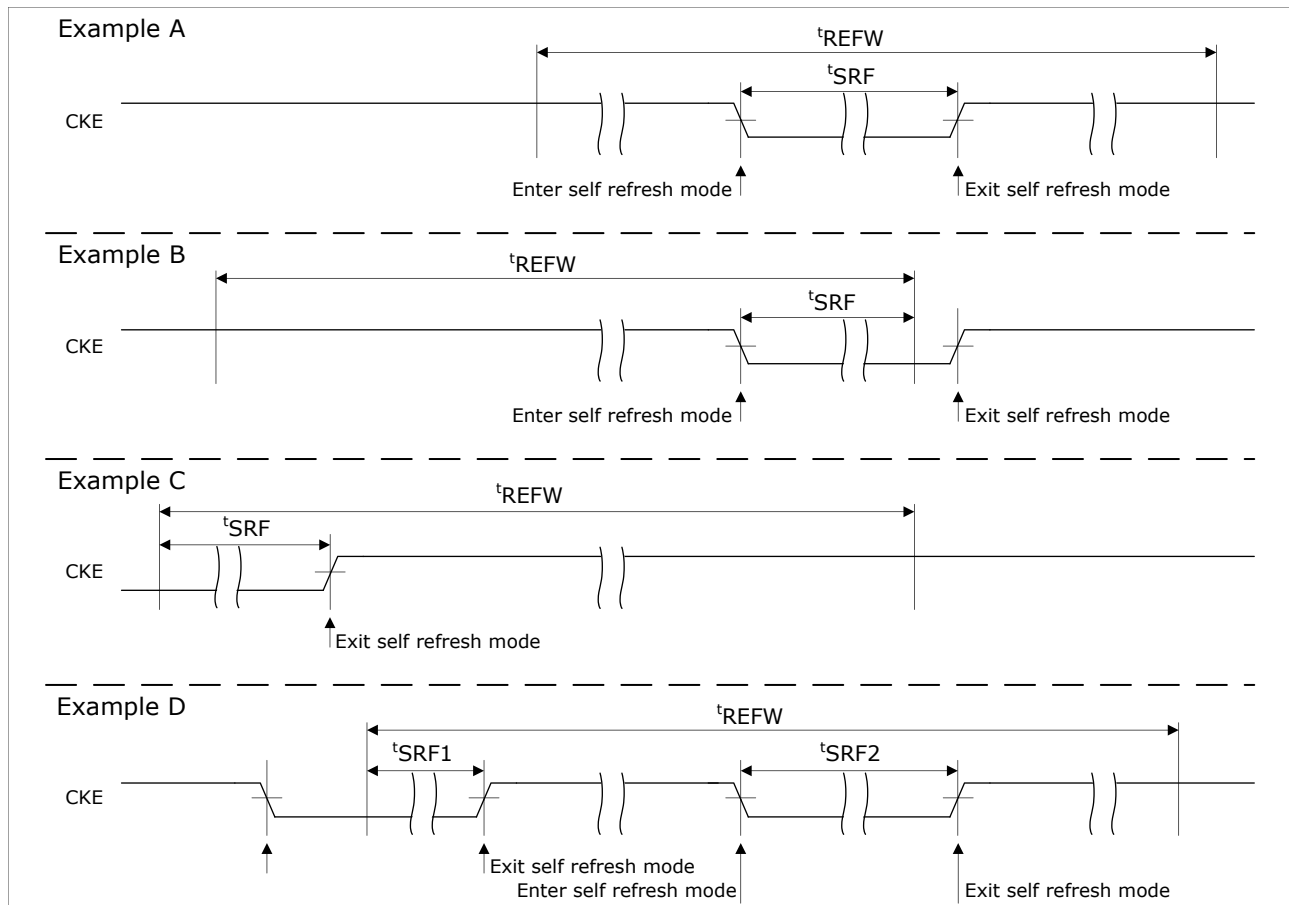 Example A
tREFW
tSRF
CKE
Enter self refresh mode
Exit self refresh mode
Example B
tREFW
tSRF
CKE
Enter self refresh mode
Exit self refresh mode
Example C
tREFW
tSRF
CKE
Exit self refresh mode
Example D
tREFW
tSRF1
tSRF2
CKE
Exit self refresh mode
Enter self refresh mode
Exit self refresh mode